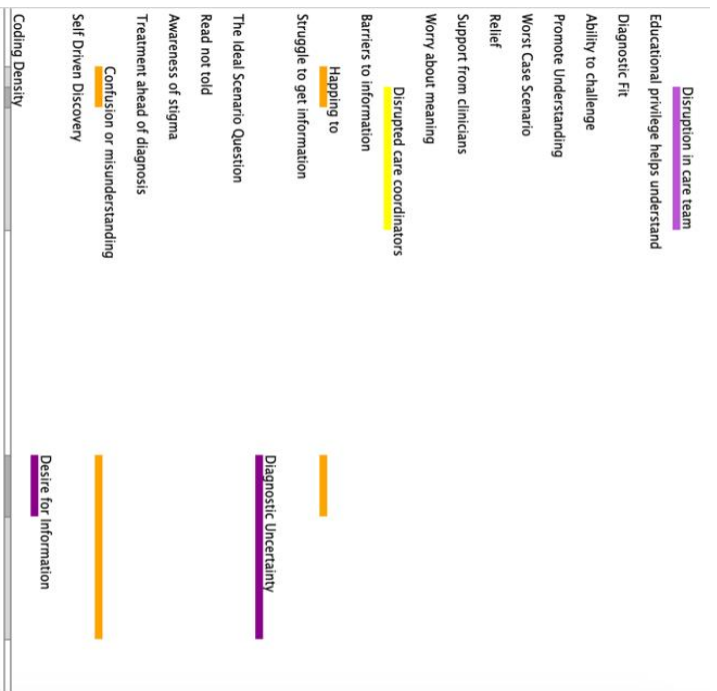 Disruption in care team
Educational privilege helps understand
Diagnostic Fit
Ability to challenge
Promote Understanding
Worst Case Scenario
Relief
Support from clinicians
Worry about meaning
Disrupted care coordinators
Barriers to information
Happing to
Struggle to get information
Diagnostic Uncertainty
The Ideal Scenario Question
Read not told
Awareness of stigma
Treatment ahead of diagnosis
Confusion or misunderstanding
Self Driven Discovery
Desire for Information
Coding Density